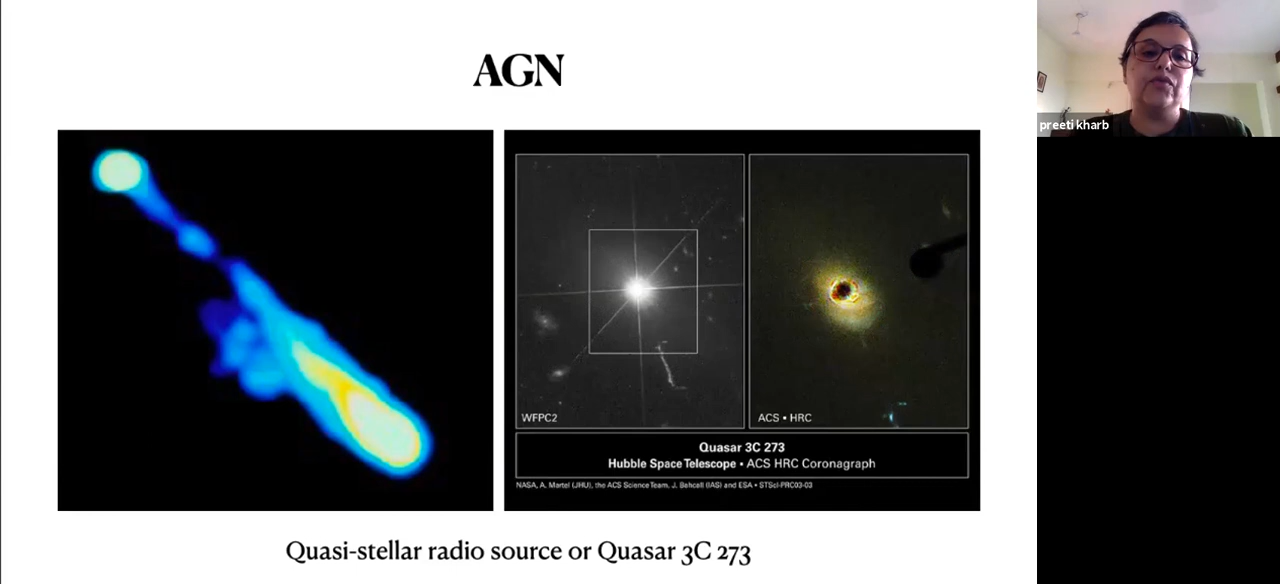 AGN
preeti kharb
WFPC2
ACS • HRC
Quasar 3C 273
Hubble Space Telescope • ACS HRC Coronagraph
NASA, A. Martel (JHU), the ACS Science Team, J. Bahcall (IAS) and ESA • STScI-PRC03-03
Quasi-stellar radio source or Quasar 3C 273